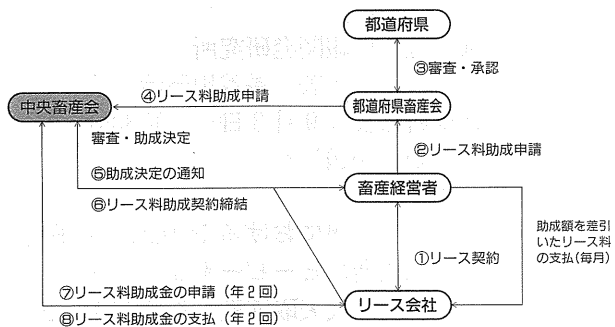 都道府県
③審査・承認
中央畜産会
④リース料助成申請
都道府県畜産会
審査・助成決定
②リース料助成申請
⑤助成決定の通知
畜産経営者
⑥リース料助成契約締結
助成額を差引
いたリース料
の支払(毎月)
①リース契約
⑦リース料助成金の申請(年2回)
リース会社
⑧リース料助成金の支払(年2回)